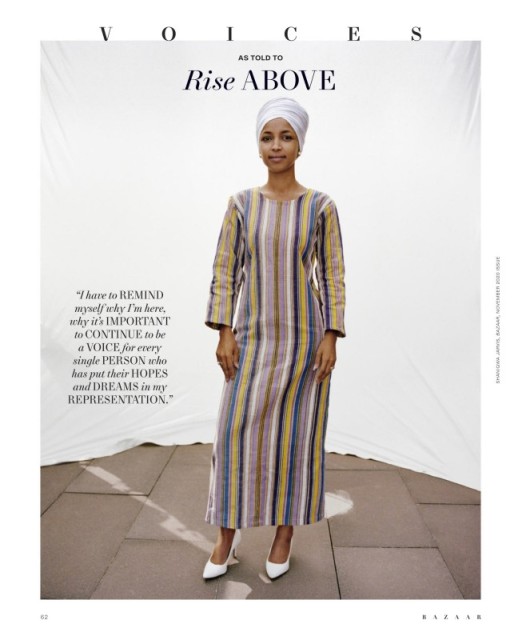 VOICES
AS TOLD TO
Rise ABOVE
“I have to REMIND
myself why I’m here,
why it’s IMPORTANT
to CONTINUE to be
a VOICE for every
single PERSON who
has put their HOPES
and DREAMS in my
REPRESENTATION.”
SHANIQWA JARVIS, BAZAAR, NOVEMBER 2020 ISSUE
62
BAZAAR